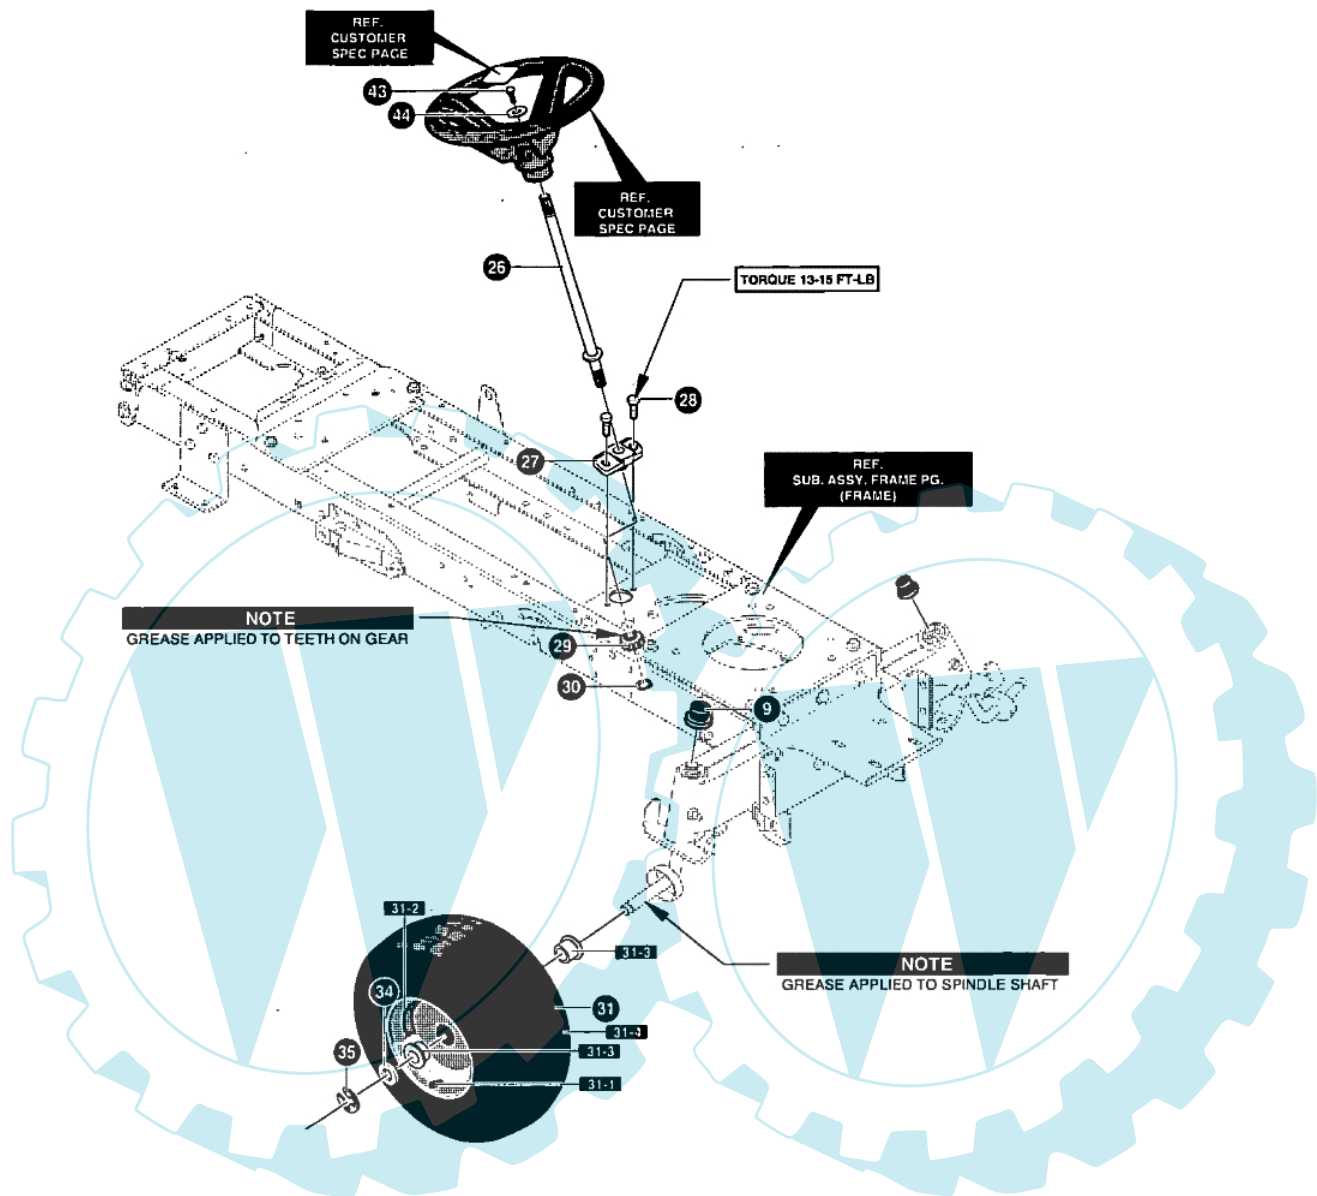 REF.
CUSTOMER
SPEC PAGE
43
44
REF.
CUSTOMER
SPEC PAGE
26
TORQUE 13-15 FT-LB
28
27
REF.
SUB. ASSY. FRAME PG.
(FRAME)
NOTE
GREASE APPLIED TO TEETH ON GEAR
29
30
9
31-2
31-3
NOTE
GREASE APPLIED TO SPINDLE SHAFT
34
31
31-4
35
31-3
31-1
W W